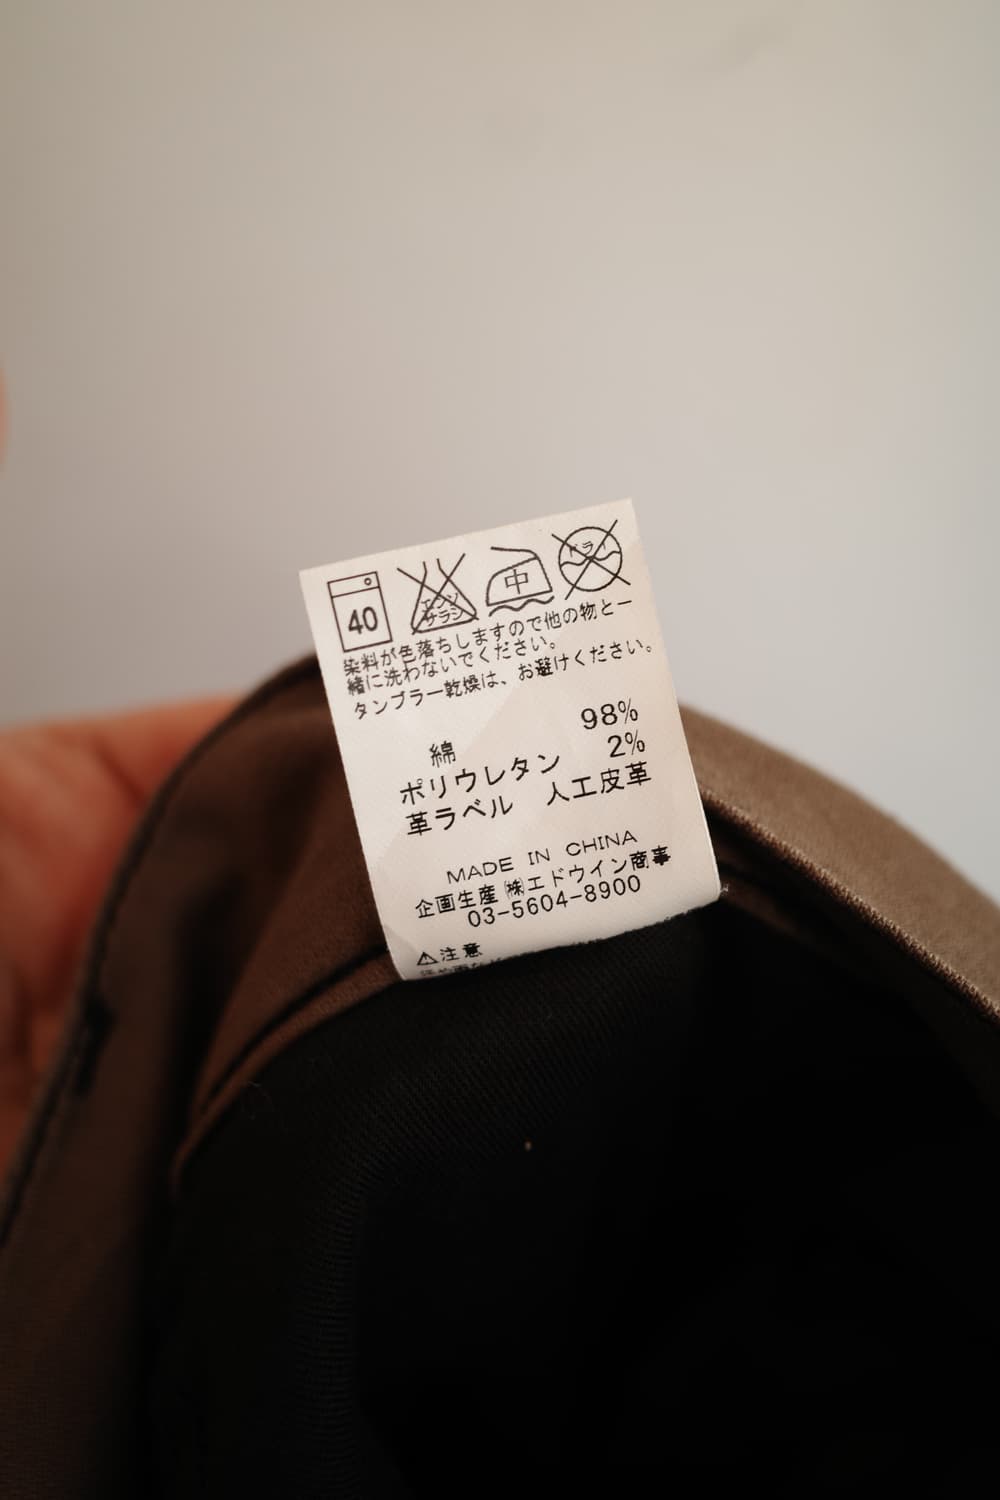 40 エンソ サラシ 中 ドライ
染料が色落ちしますので他の物と一
緒に洗わないでください。
タンブラー乾燥は、お避けください。
綿 98%
ポリウレタン 2%
革ラベル 人工皮革
MADE IN CHINA
企画生産 ㈱エドウイン商事
03-5604-8900
⚠注意